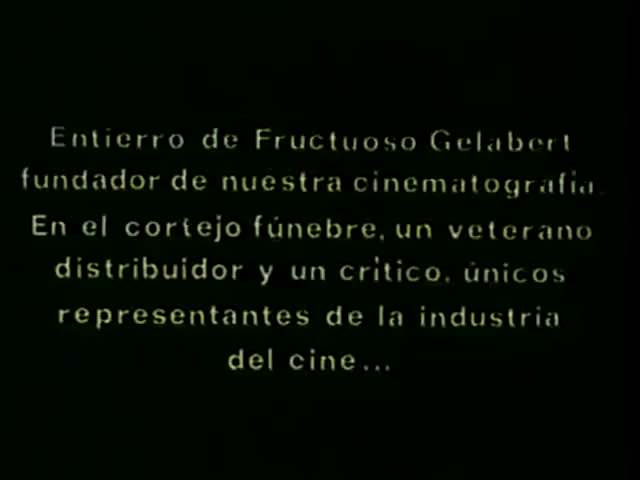 Entierro de Fructuoso Gelabert
fundador de nuestra cinematografía.
En el cortejo fúnebre, un veterano
distribuidor y un crítico, únicos
representantes de la industria
del cine...